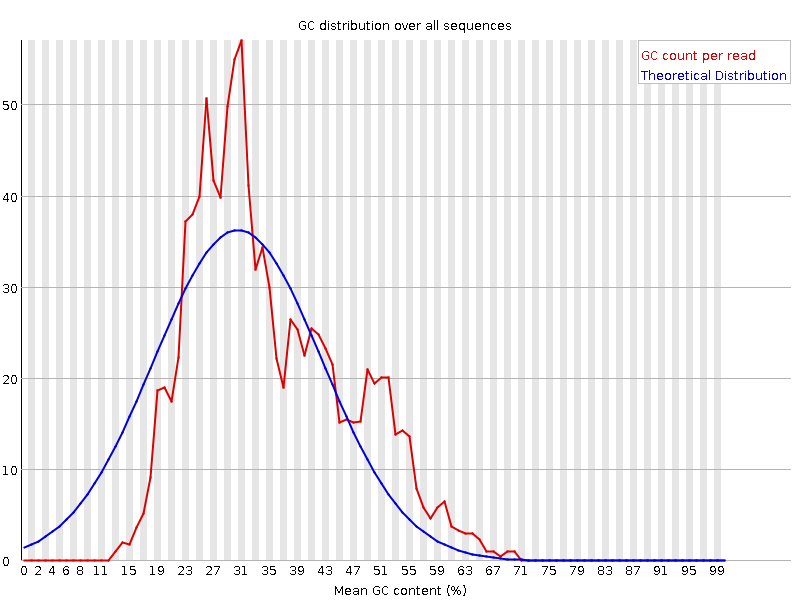 GC distribution over all sequences
GC count per read
Theoretical Distribution
50
40
30
20
10
0
0 2 4 6 8 11 15 19 23 27 31 35 39 43 47 51 55 59 63 67 71 75 79 83 87 91 95 99
Mean GC content (%)